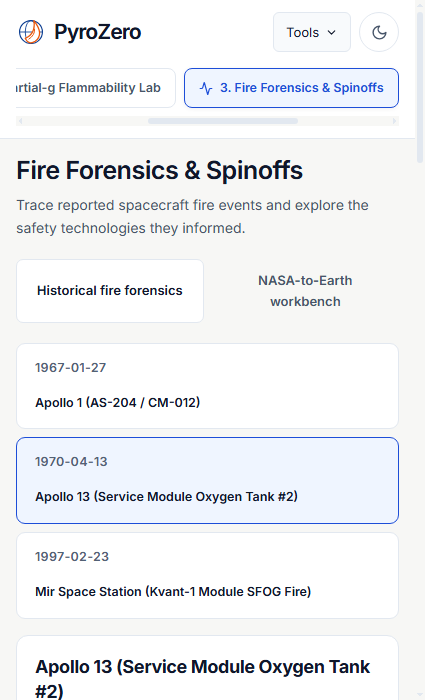 PyroZero
Tools
artial-g Flammability Lab
3. Fire Forensics & Spinoffs
Fire Forensics & Spinoffs
Trace reported spacecraft fire events and explore the
safety technologies they informed.
Historical fire forensics
NASA-to-Earth
workbench
1967-01-27
Apollo 1 (AS-204 / CM-012)
1970-04-13
Apollo 13 (Service Module Oxygen Tank #2)
1997-02-23
Mir Space Station (Kvant-1 Module SFOG Fire)
Apollo 13 (Service Module Oxygen Tank
#2)